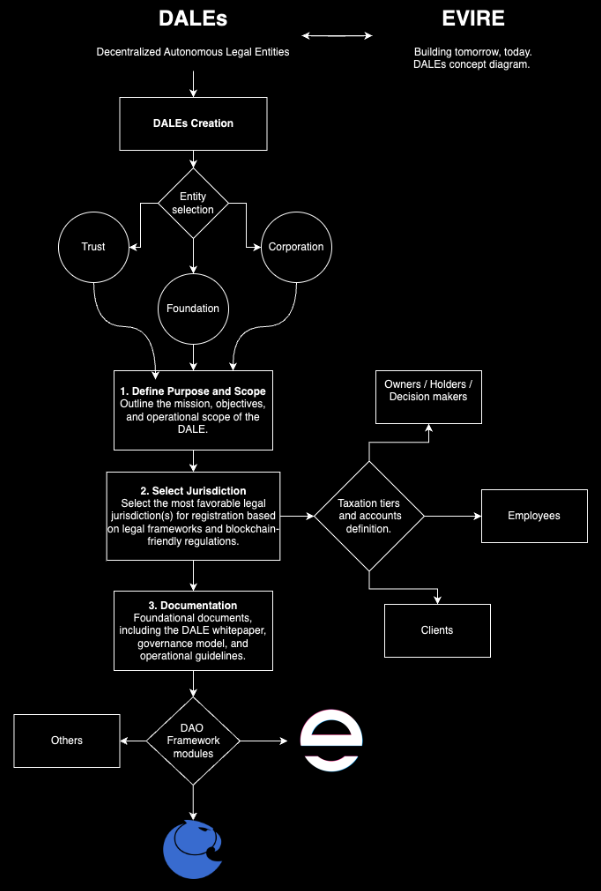 DALEs
EVIRE
Decentralized Autonomous Legal Entities
Building tomorrow, today.
DALEs concept diagram.
DALEs Creation
Entity
selection
Trust
Corporation
Foundation
1. Define Purpose and Scope
Outline the mission, objectives,
and operational scope of the
DALE.
Owners / Holders /
Decision makers
2. Select Jurisdiction
Select the most favorable legal
jurisdiction(s) for registration based
on legal frameworks and blockchain-
friendly regulations.
Taxation tiers
and accounts
definition.
Employees
3. Documentation
Foundational documents,
including the DALE whitepaper,
governance model, and
operational guidelines.
Clients
DAO
Framework
modules
Others